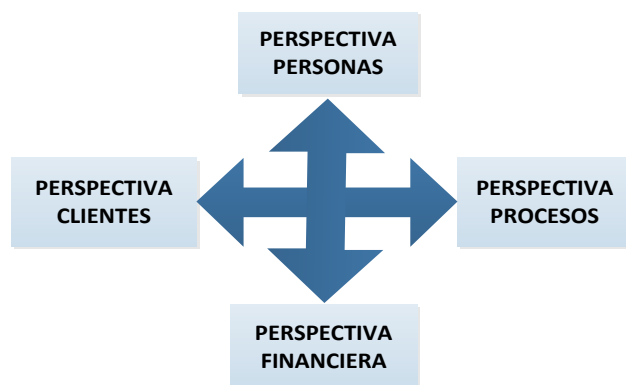 PERSPECTIVA
PERSONAS
PERSPECTIVA
CLIENTES
PERSPECTIVA
PROCESOS
PERSPECTIVA
FINANCIERA